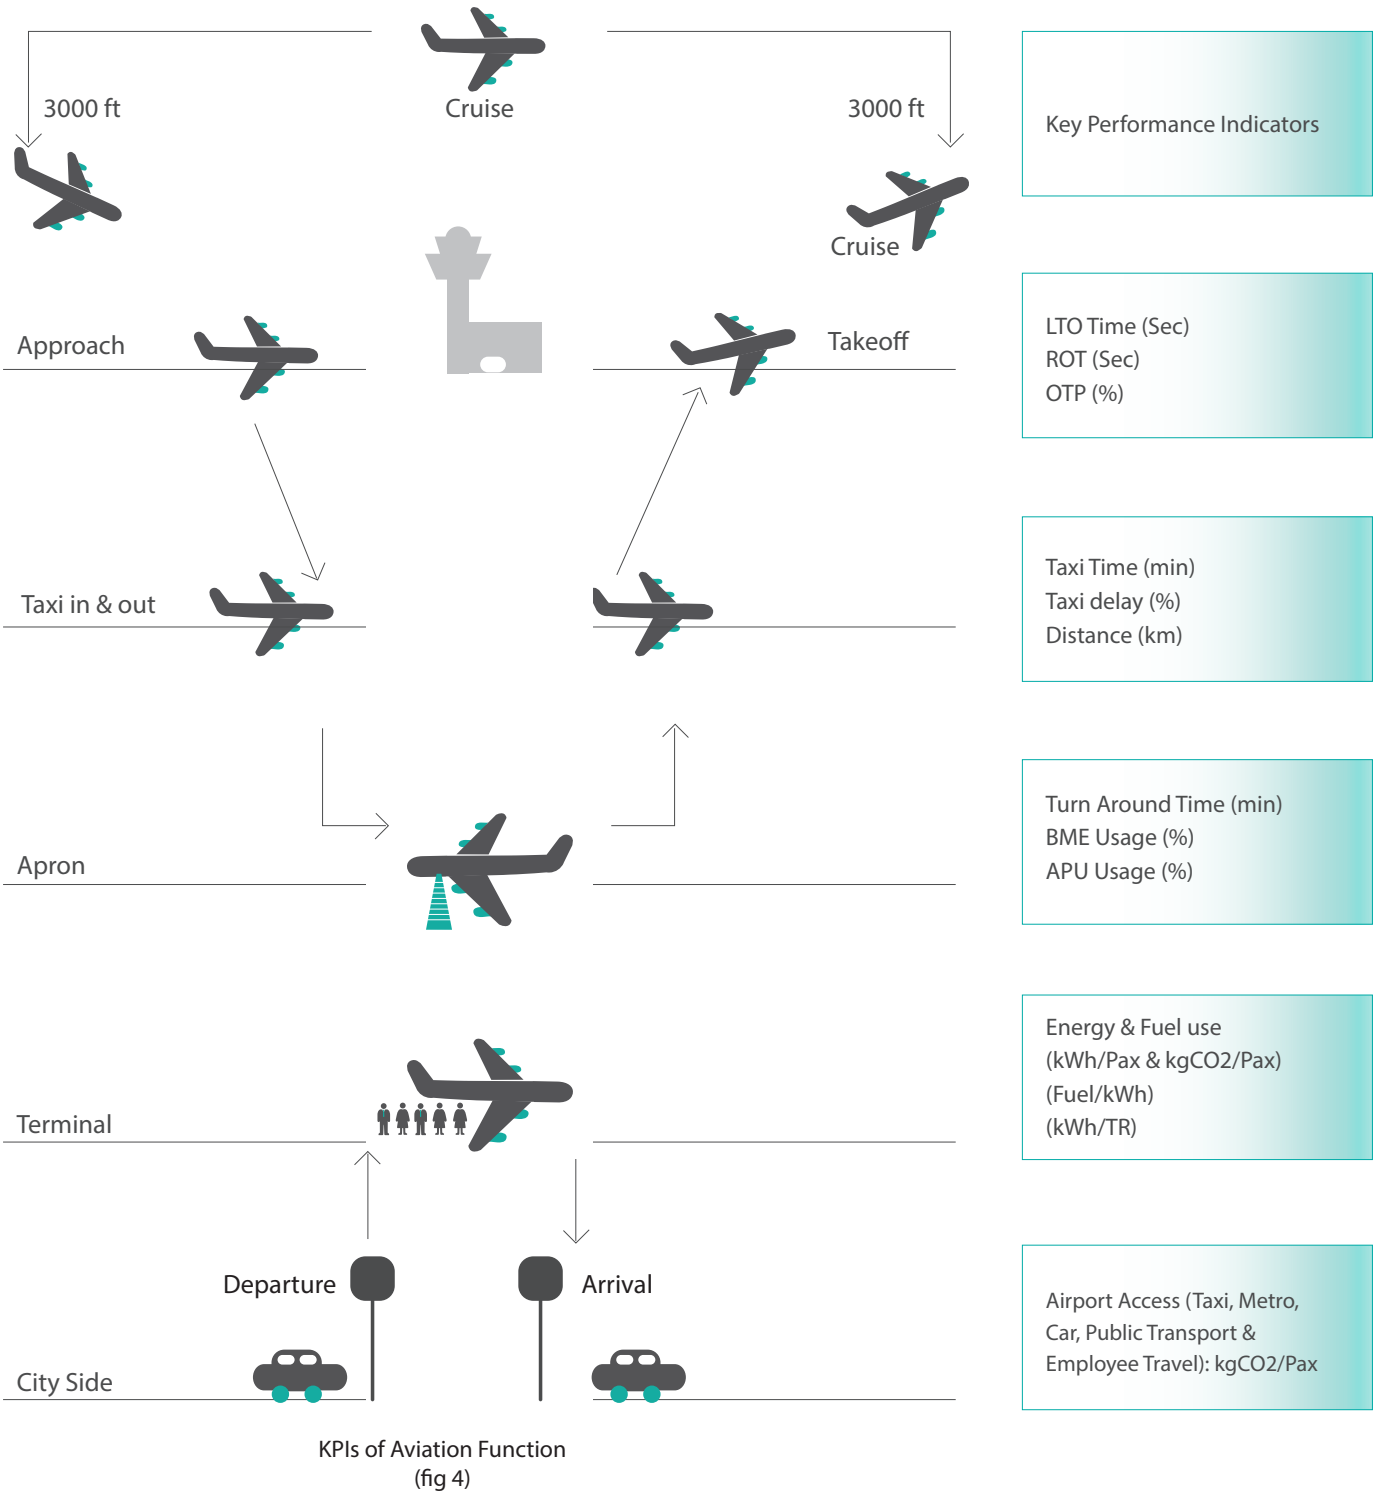 3000 ft
Cruise
3000 ft
Key Performance Indicators
Cruise
Approach
Takeoff
LTO Time (Sec)
ROT (Sec)
OTP (%)
Taxi in & out
Taxi Time (min)
Taxi delay (%)
Distance (km)
Apron
Turn Around Time (min)
BME Usage (%)
APU Usage (%)
Terminal
Energy & Fuel use
(kWh/Pax & kgCO2/Pax)
(Fuel/kWh)
(kWh/TR)
Departure
Arrival
City Side
Airport Access (Taxi, Metro,
Car, Public Transport &
Employee Travel): kgCO2/Pax
KPIs of Aviation Function
(fig 4)